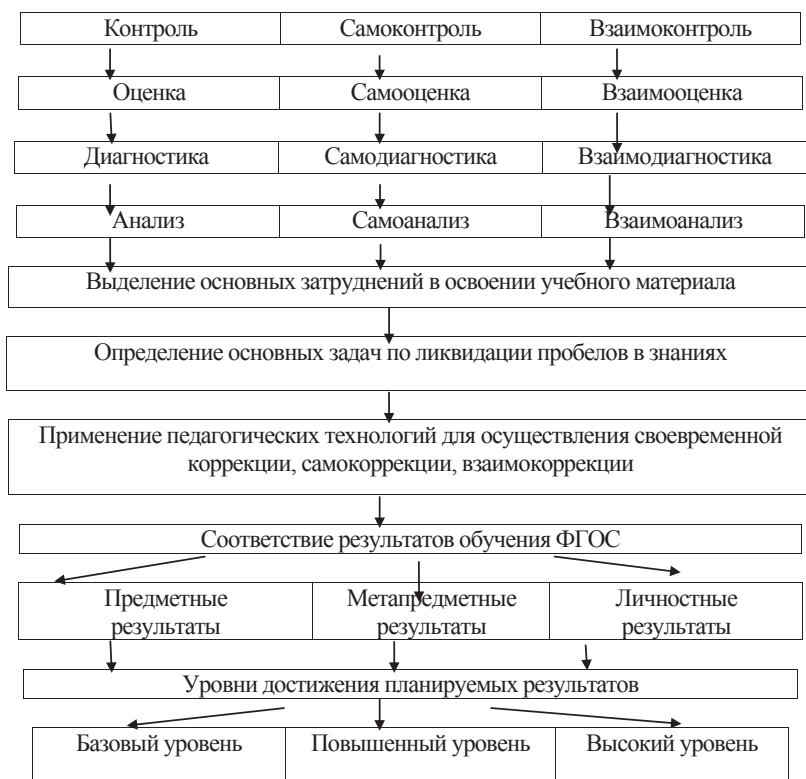 Контроль Самоконтроль Взаимоконтроль
Оценка Самооценка Взаимооценка
Диагностика Самодиагностика Взаимодиагностика
Анализ Самоанализ Взаимоанализ
Выделение основных затруднений в освоении учебного материала
Определение основных задач по ликвидации пробелов в знаниях
Применение педагогических технологий для осуществления своевременной
коррекции, самокоррекции, взаимокоррекции
Соответствие результатов обучения ФГОС
Предметные Метапредметные Личностные
результаты результаты результаты
Уровни достижения планируемых результатов
Базовый уровень Повышенный уровень Высокий уровень